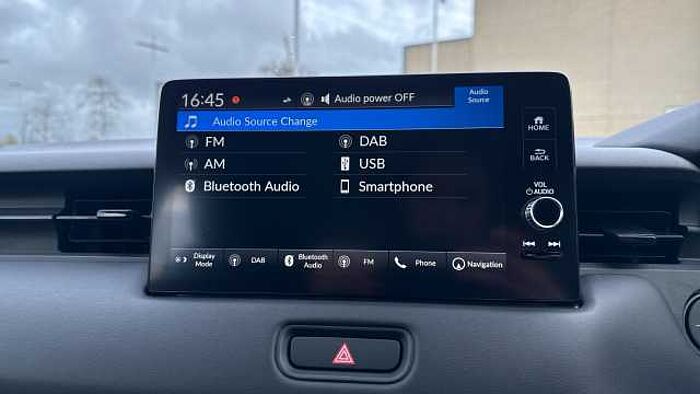 16:45
Audio power OFF
Audio
Source
Audio Source Change
FM
DAB
AM
USB
Bluetooth Audio
Smartphone
HOME
BACK
VOL
AUDIO
Display
Mode
DAB
Bluetooth
Audio
FM
Phone
Navigation